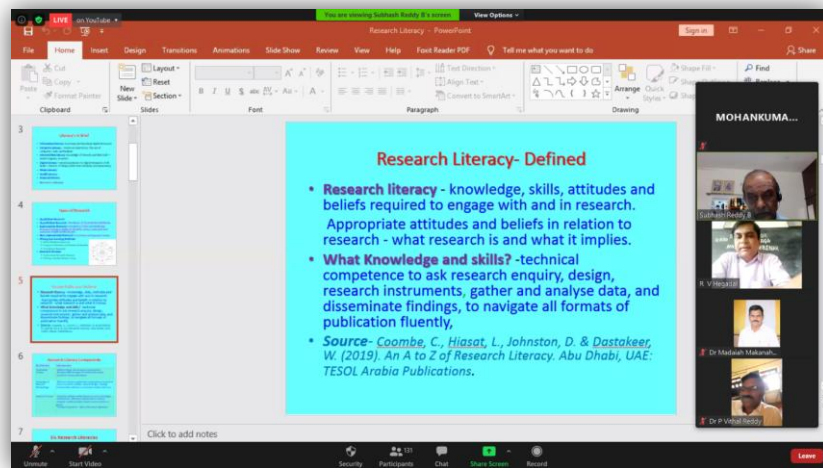 LIVE on YouTube
You are viewing Subhash Reddy B's screen
View Options
Research Literacy - PowerPoint
Sign in
File Home Insert Design Transitions Animations Slide Show Review View Help Foxit Reader PDF Tell me what you want to do
Share
Paste
Cut
Copy
Format Painter
Clipboard
New Slide
Layout
Reset
Section
Slides
Font
Text Direction
Align Text
Convert to SmartArt
Paragraph
Arrange
Quick Styles
Shape Fill
Drawing
Find
3
4
5
6
7
Research Literacy- Defined
• Research literacy - knowledge, skills, attitudes and
beliefs required to engage with and in research.
Appropriate attitudes and beliefs in relation to
research - what research is and what it implies.
• What Knowledge and skills? -technical
competence to ask research enquiry, design,
research instruments, gather and analyse data, and
disseminate findings, to navigate all formats of
publication fluently,
• Source- Coombe, C., Hiasat, L., Johnston, D. & Dastakeer,
W. (2019). An A to Z of Research Literacy. Abu Dhabi, UAE:
TESOL Arabia Publications.
Click to add notes
MOHANKUMA...
Subhash Reddy B
R V Hegallal
Dr Madaiah Makanah...
Dr P Vithal Reddy
Unmute
Start Video
Security
Participants
131
Chat
Share Screen
Record
Leave